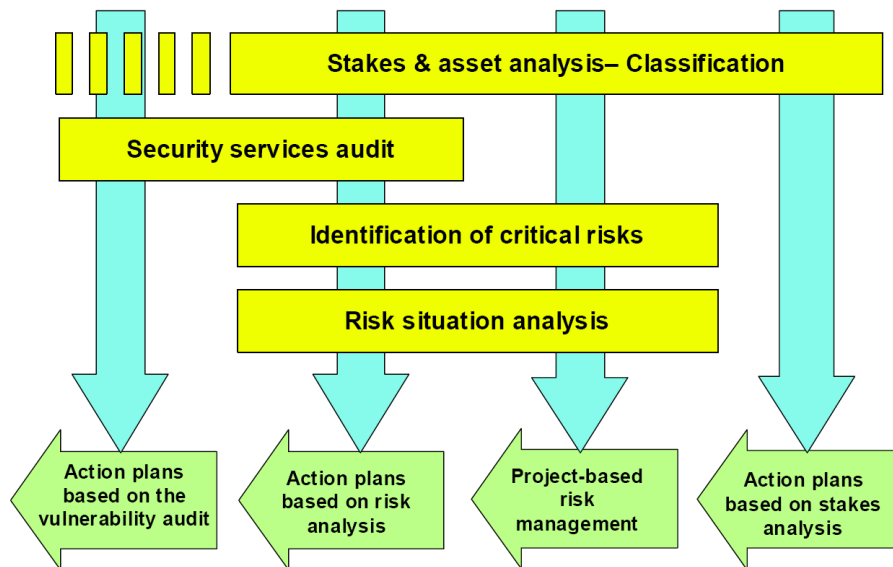 Stakes & asset analysis– Classification
Security services audit
Identification of critical risks
Risk situation analysis
Action plans
based on the
vulnerability audit
Action plans
based on risk
analysis
Project-based
risk
management
Action plans
based on stakes
analysis